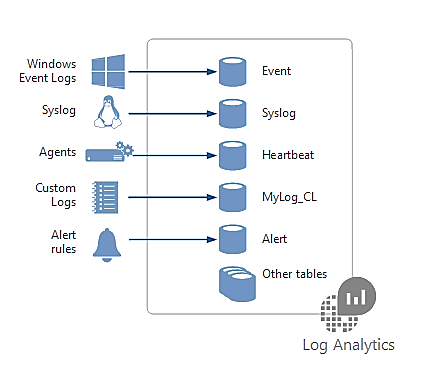 Windows
Event Logs
Event
Syslog
Syslog
Agents
Heartbeat
Custom
Logs
MyLog_CL
Alert
rules
Alert
Other tables
Log Analytics